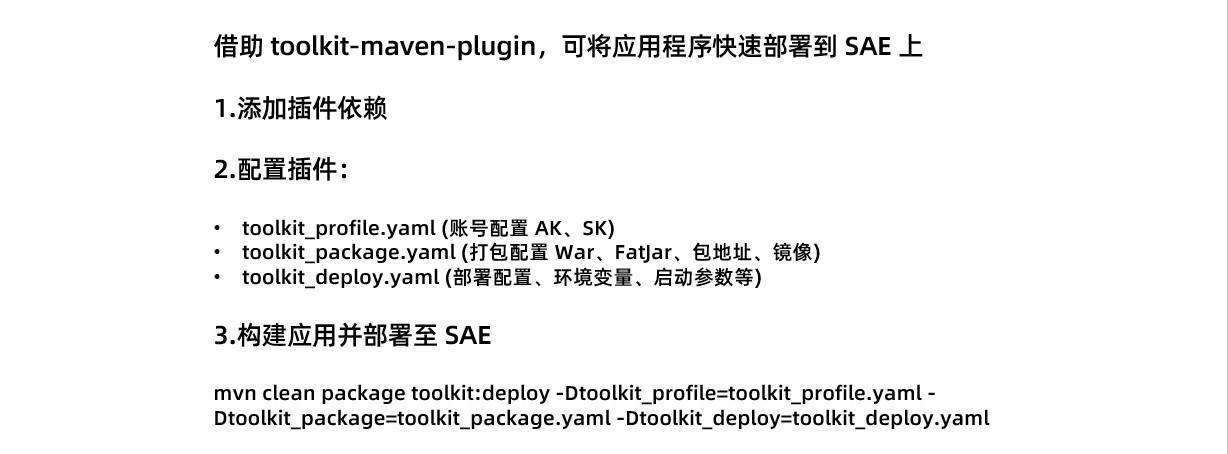 借助 toolkit-maven-plugin，可将应用程序快速部署到 SAE 上
1.添加插件依赖
2.配置插件：
• toolkit_profile.yaml (账号配置 AK、SK)
• toolkit_package.yaml (打包配置 War、FatJar、包地址、镜像)
• toolkit_deploy.yaml (部署配置、环境变量、启动参数等)
3.构建应用并部署至 SAE
mvn clean package toolkit:deploy -Dtoolkit_profile=toolkit_profile.yaml -
Dtoolkit_package=toolkit_package.yaml -Dtoolkit_deploy=toolkit_deploy.yaml